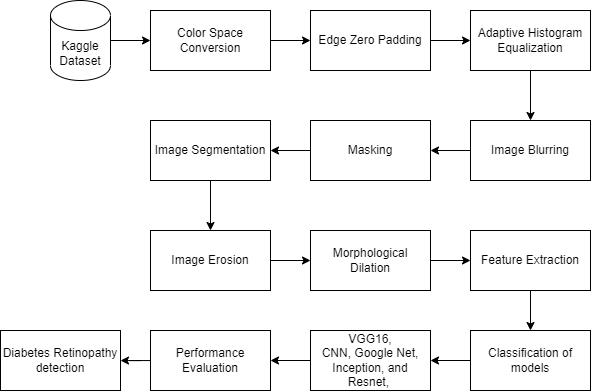 Kaggle
Dataset
Color Space
Conversion
Edge Zero Padding
Adaptive Histogram
Equalization
Image Blurring
Masking
Image Segmentation
Image Erosion
Morphological
Dilation
Feature Extraction
Classification of
models
VGG16,
CNN, Google Net,
Inception, and
Resnet,
Performance
Evaluation
Diabetes Retinopathy
detection